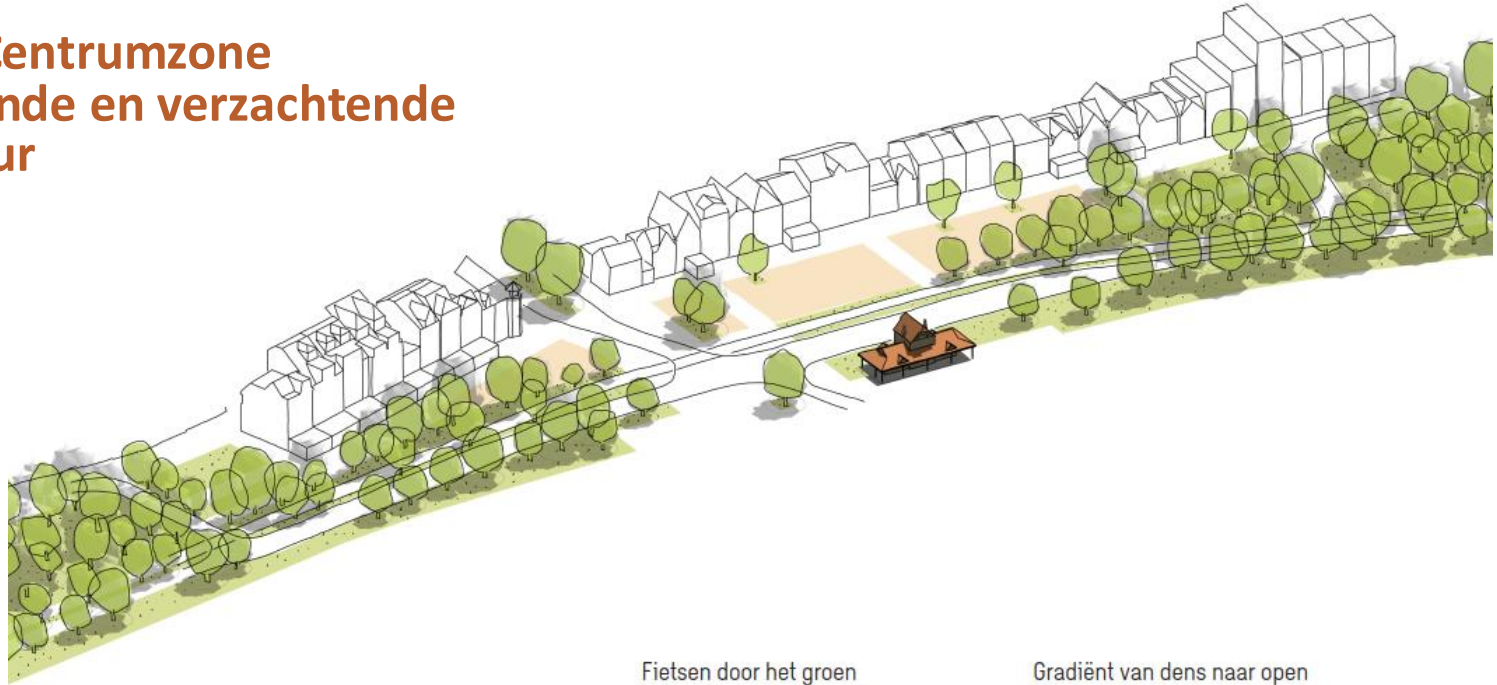 Centrumzone
nde en verzachtende
ur
Fietsen door het groen
Gradiënt van dens naar open